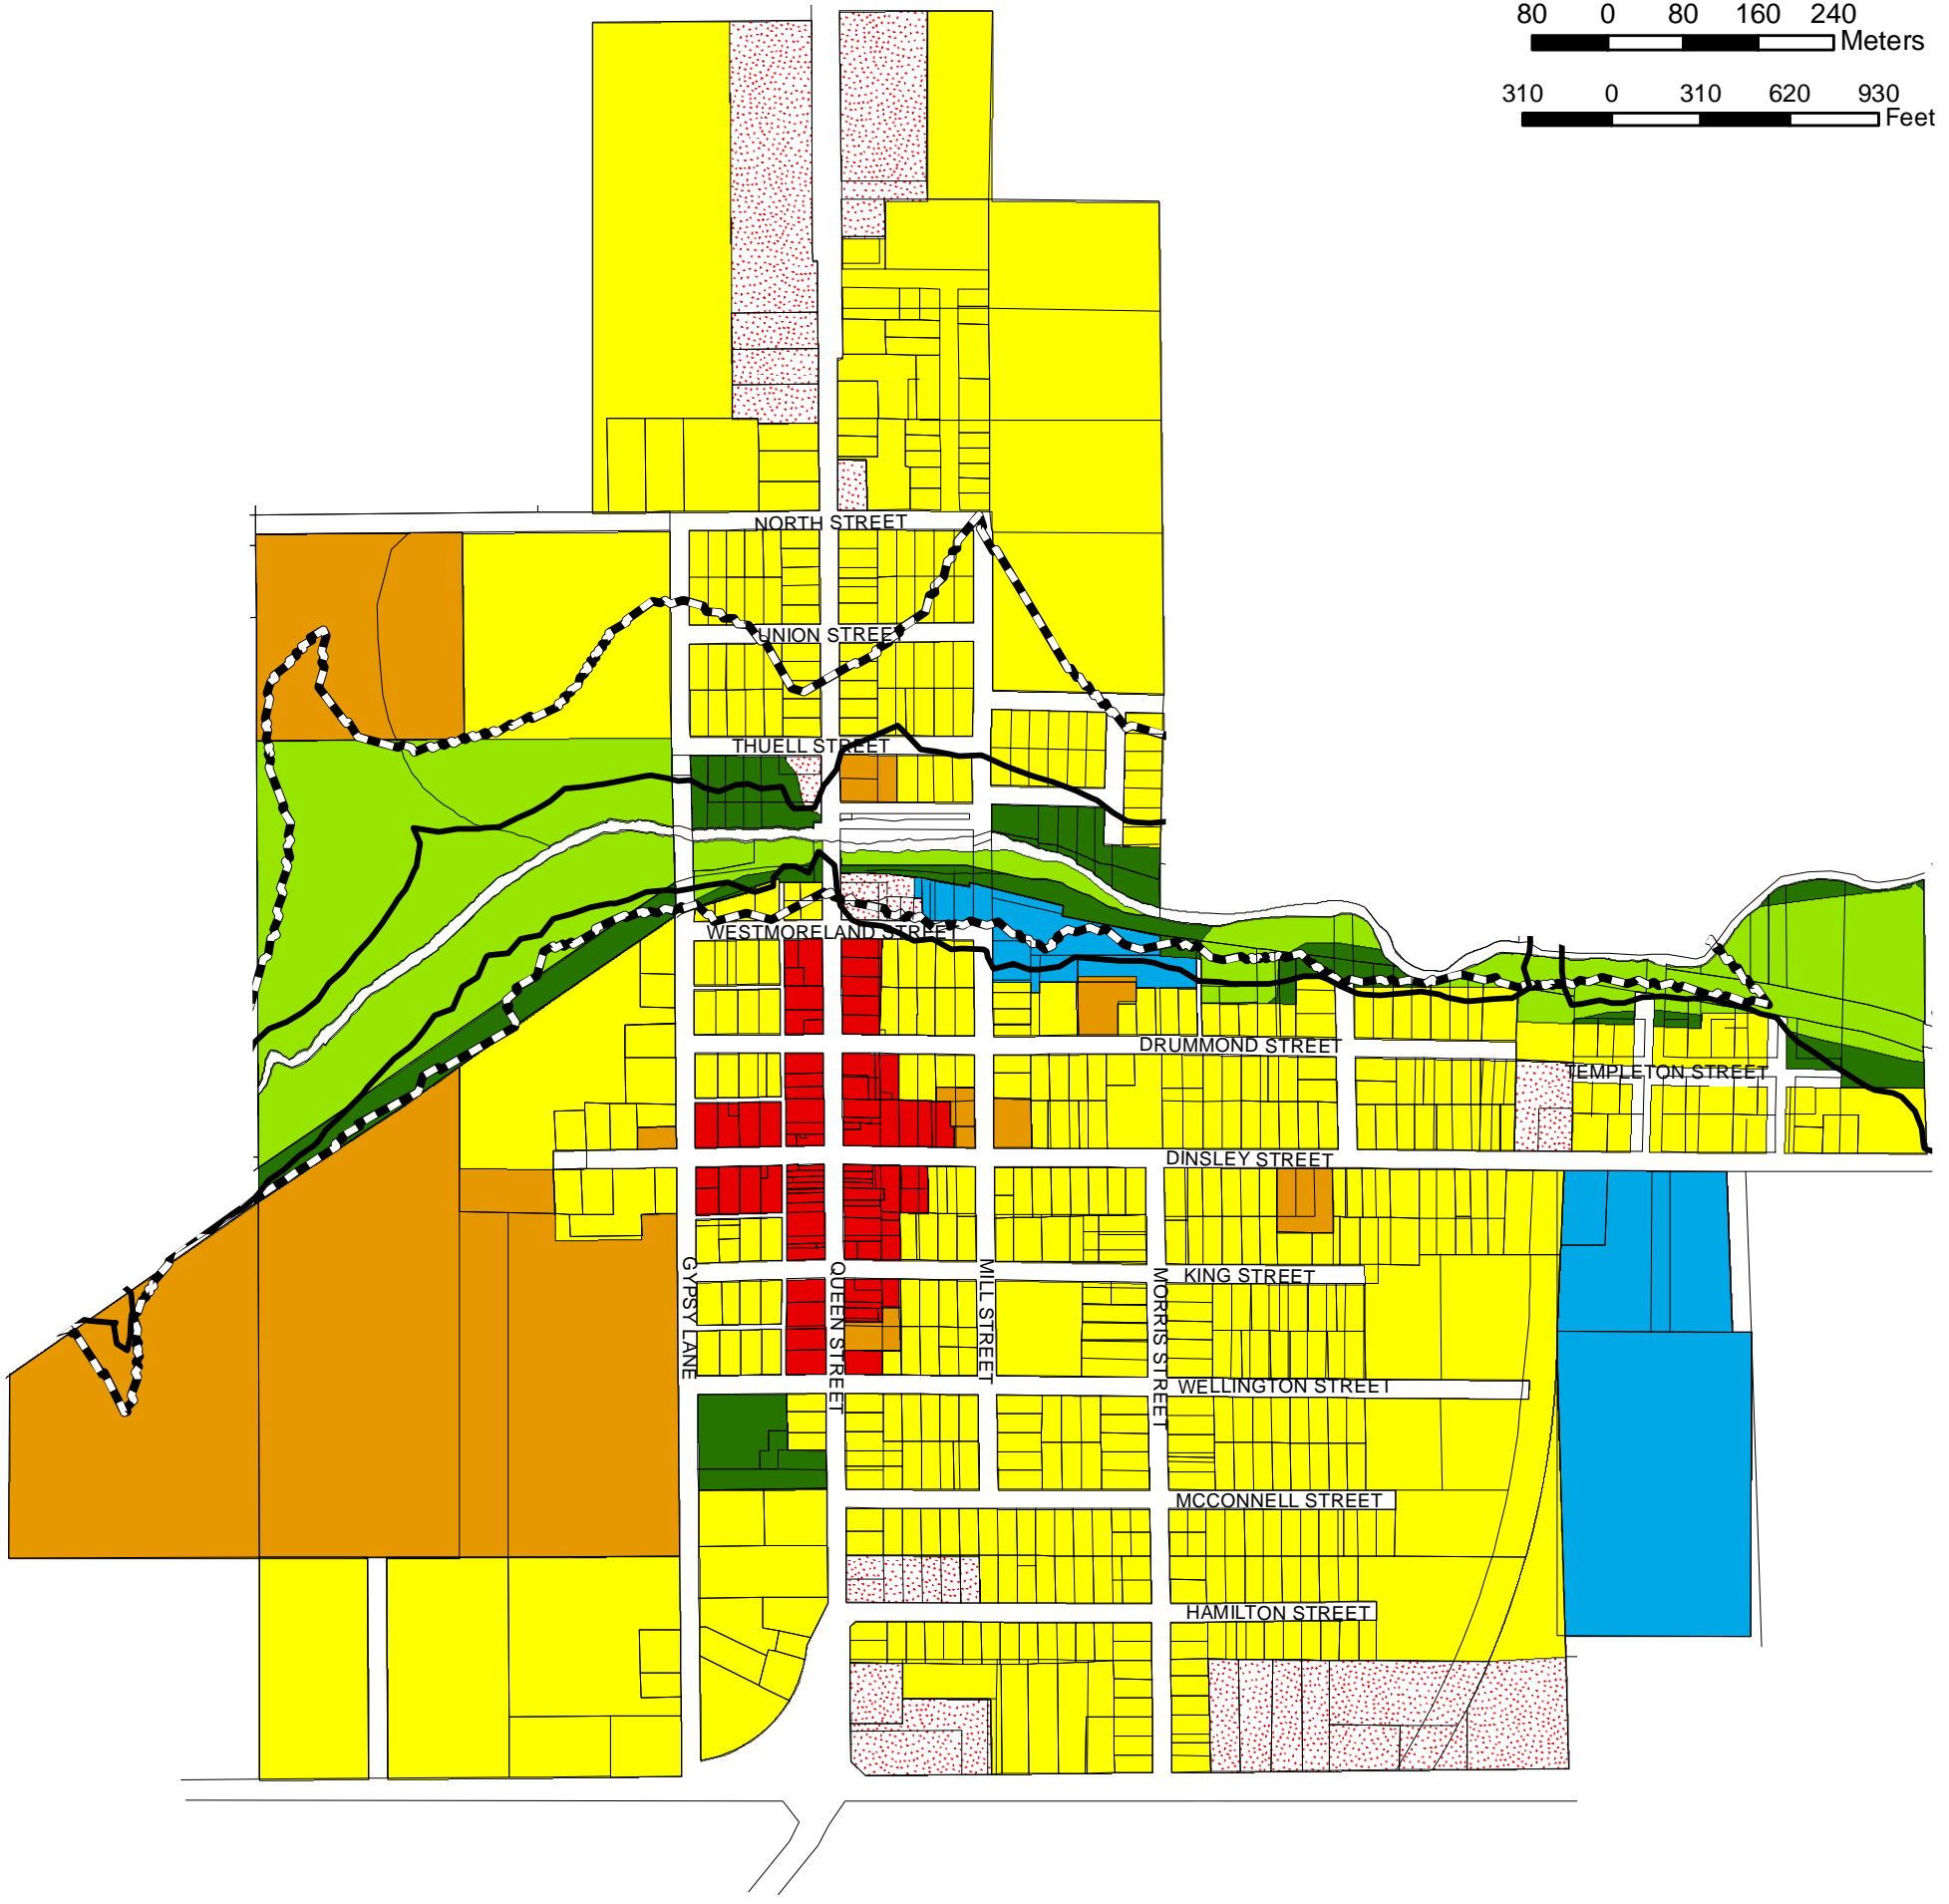 80 0 80 160 240
Meters
310 0 310 620 930
Feet
NORTH STREET
UNION STREET
THUELL STREET
WESTMORELAND STREET
DRUMMOND STREET
TEMPLETON STREET
DINSLEY STREET
GYPSY LANE
QUEEN STREET
MILL STREET
MORRIS STREET
KING STREET
WELLINGTON STREET
MCCONNELL STREET
HAMILTON STREET